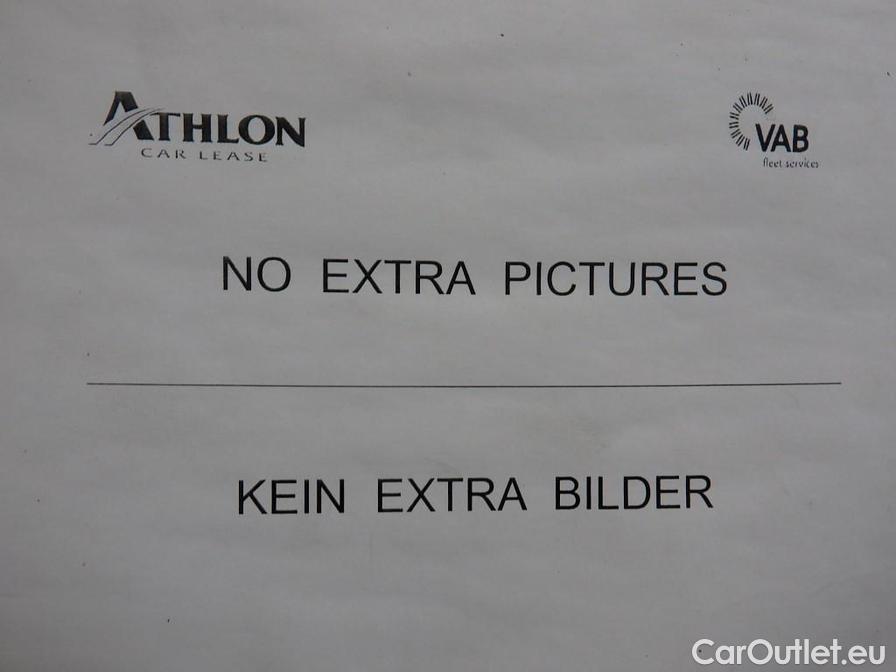 ATHLON
CAR LEASE
VAB
fleet services
NO EXTRA PICTURES
KEIN EXTRA BILDER
CarOutlet.eu